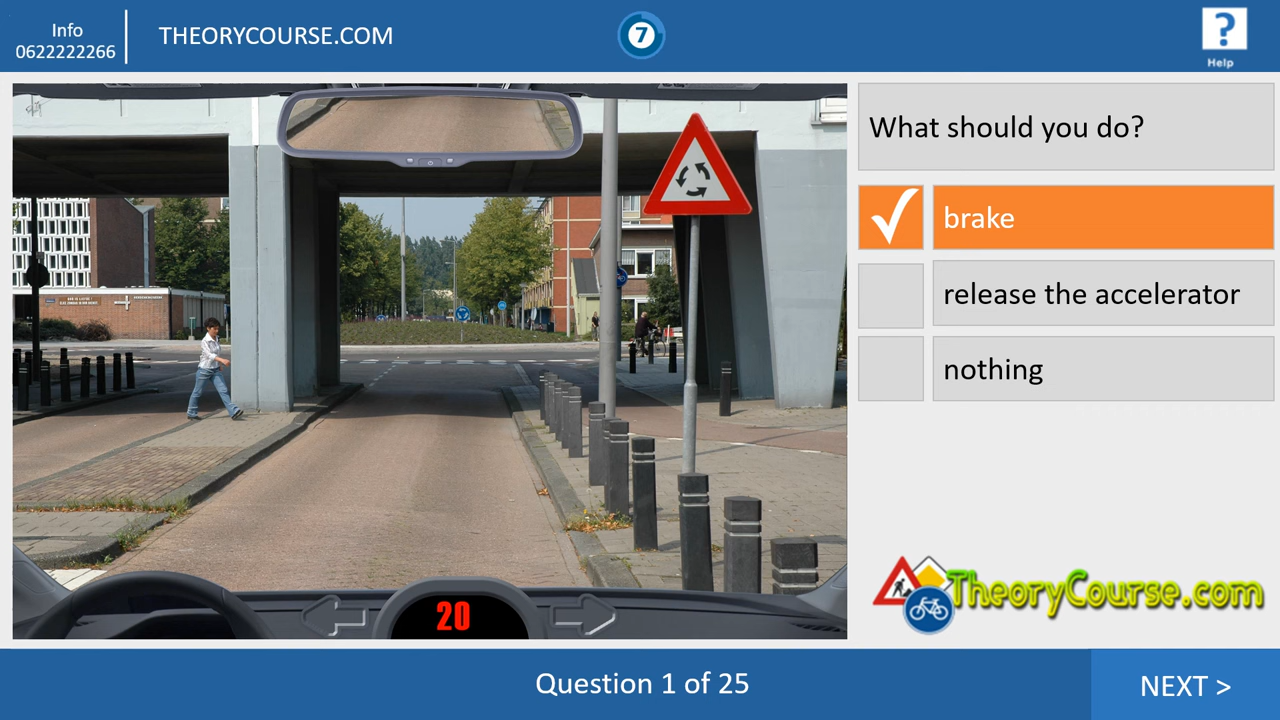 Info
0622222266
THEORYCOURSE.COM
7
?
Help
What should you do?
brake
release the accelerator
nothing
20
TheoryCourse.com
Question 1 of 25
NEXT >